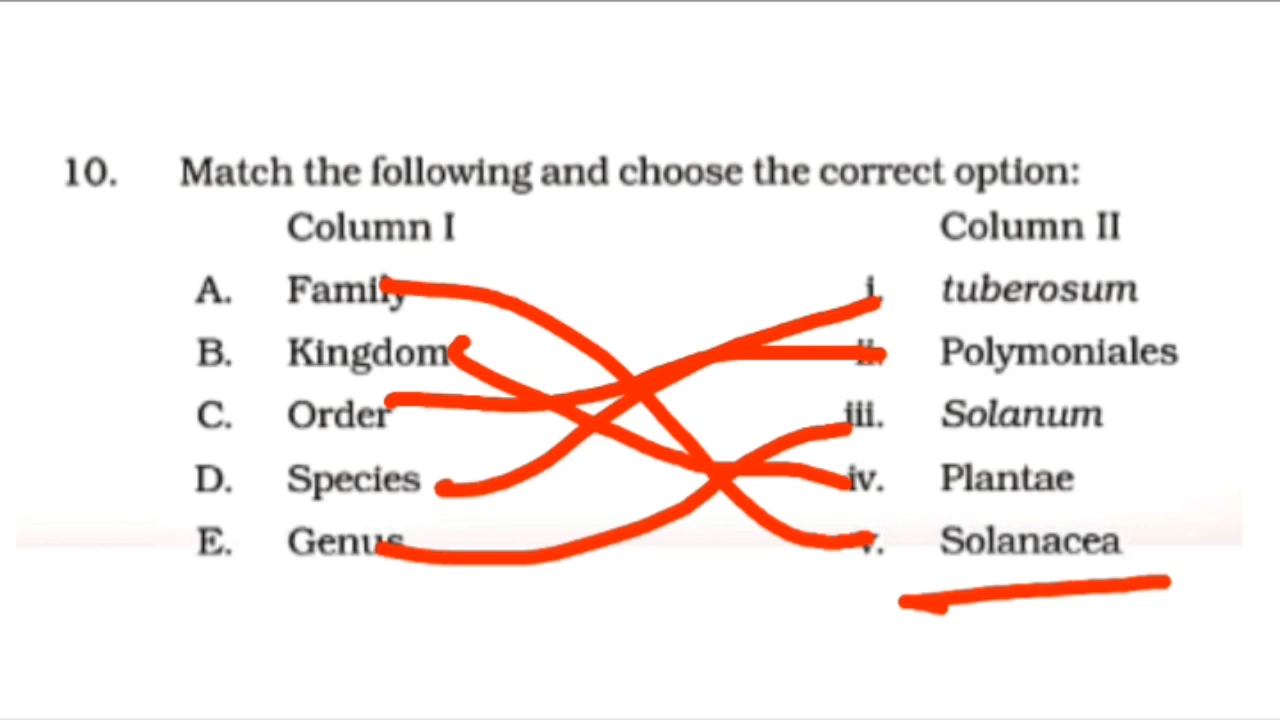 10. Match the following and choose the correct option:
Column I Column II
A. Family i. tuberosum
B. Kingdom ii. Polymoniales
C. Order iii. Solanum
D. Species iv. Plantae
E. Genus v. Solanacea